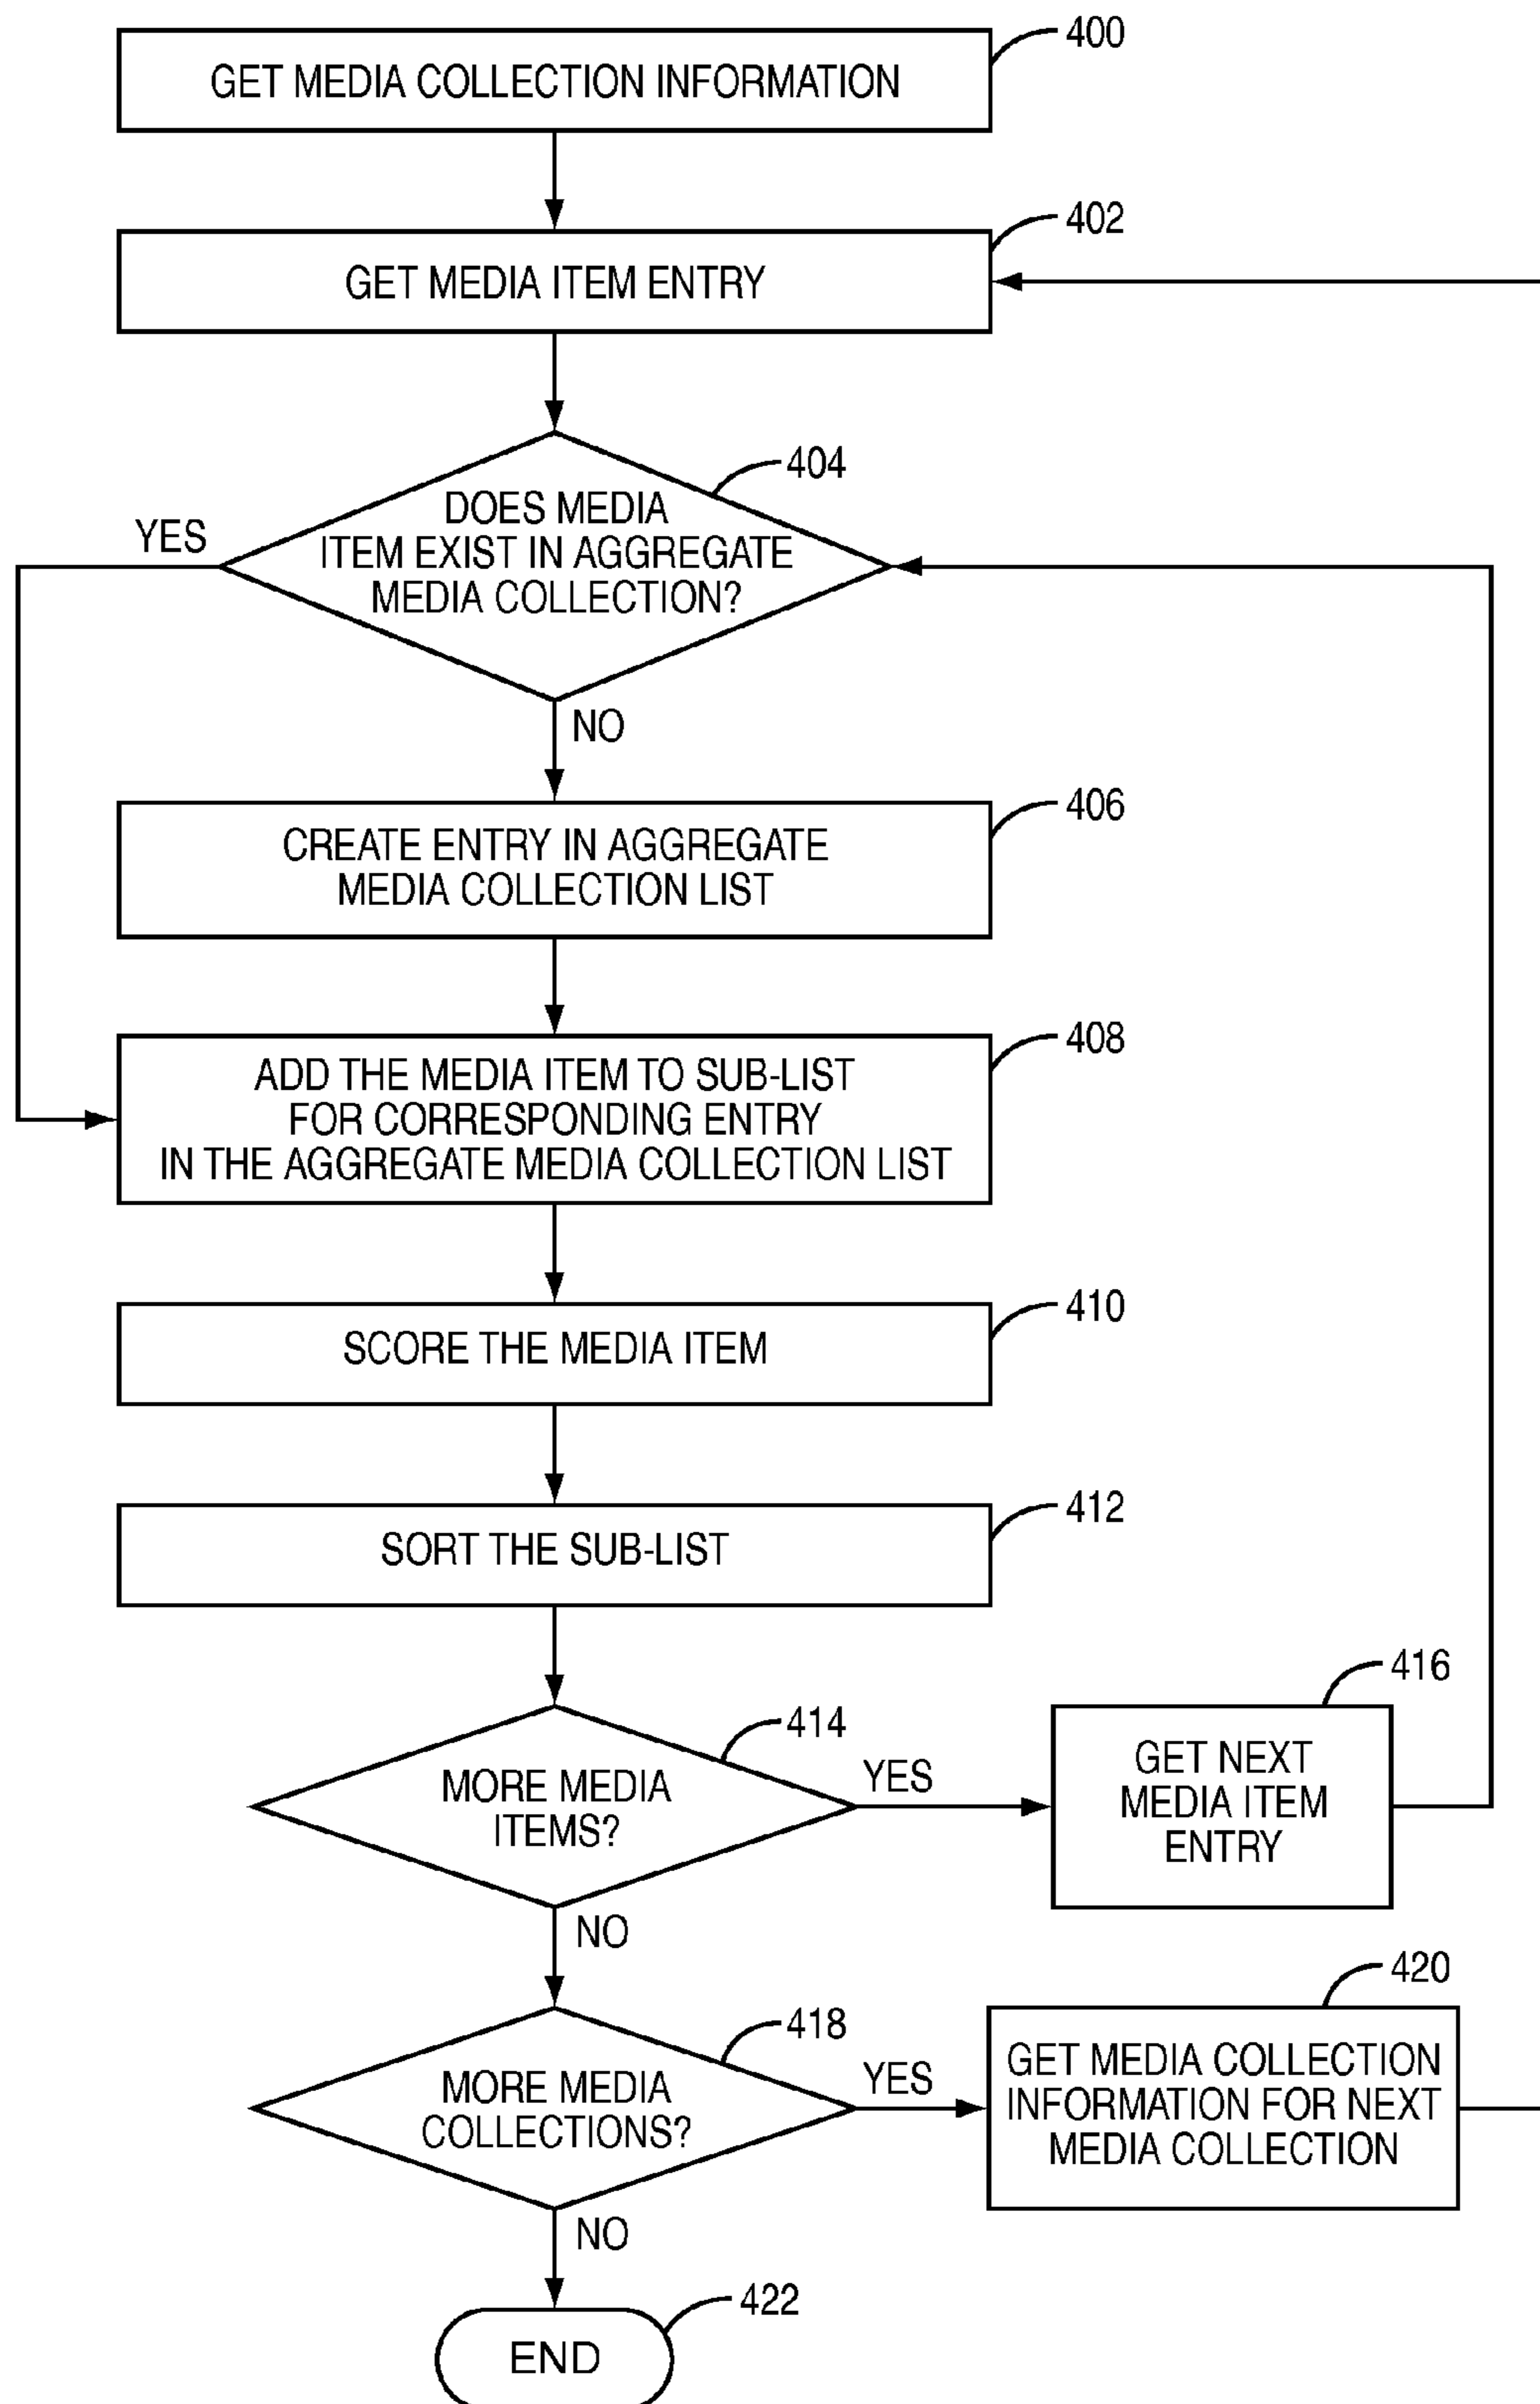 400
GET MEDIA COLLECTION INFORMATION
402
GET MEDIA ITEM ENTRY
404
DOES MEDIA
ITEM EXIST IN AGGREGATE
MEDIA COLLECTION?
YES
NO
406
CREATE ENTRY IN AGGREGATE
MEDIA COLLECTION LIST
408
ADD THE MEDIA ITEM TO SUB-LIST
FOR CORRESPONDING ENTRY
IN THE AGGREGATE MEDIA COLLECTION LIST
410
SCORE THE MEDIA ITEM
412
SORT THE SUB-LIST
414
MORE MEDIA
ITEMS?
YES
416
GET NEXT
MEDIA ITEM
ENTRY
NO
418
MORE MEDIA
COLLECTIONS?
YES
420
GET MEDIA COLLECTION
INFORMATION FOR NEXT
MEDIA COLLECTION
NO
422
END